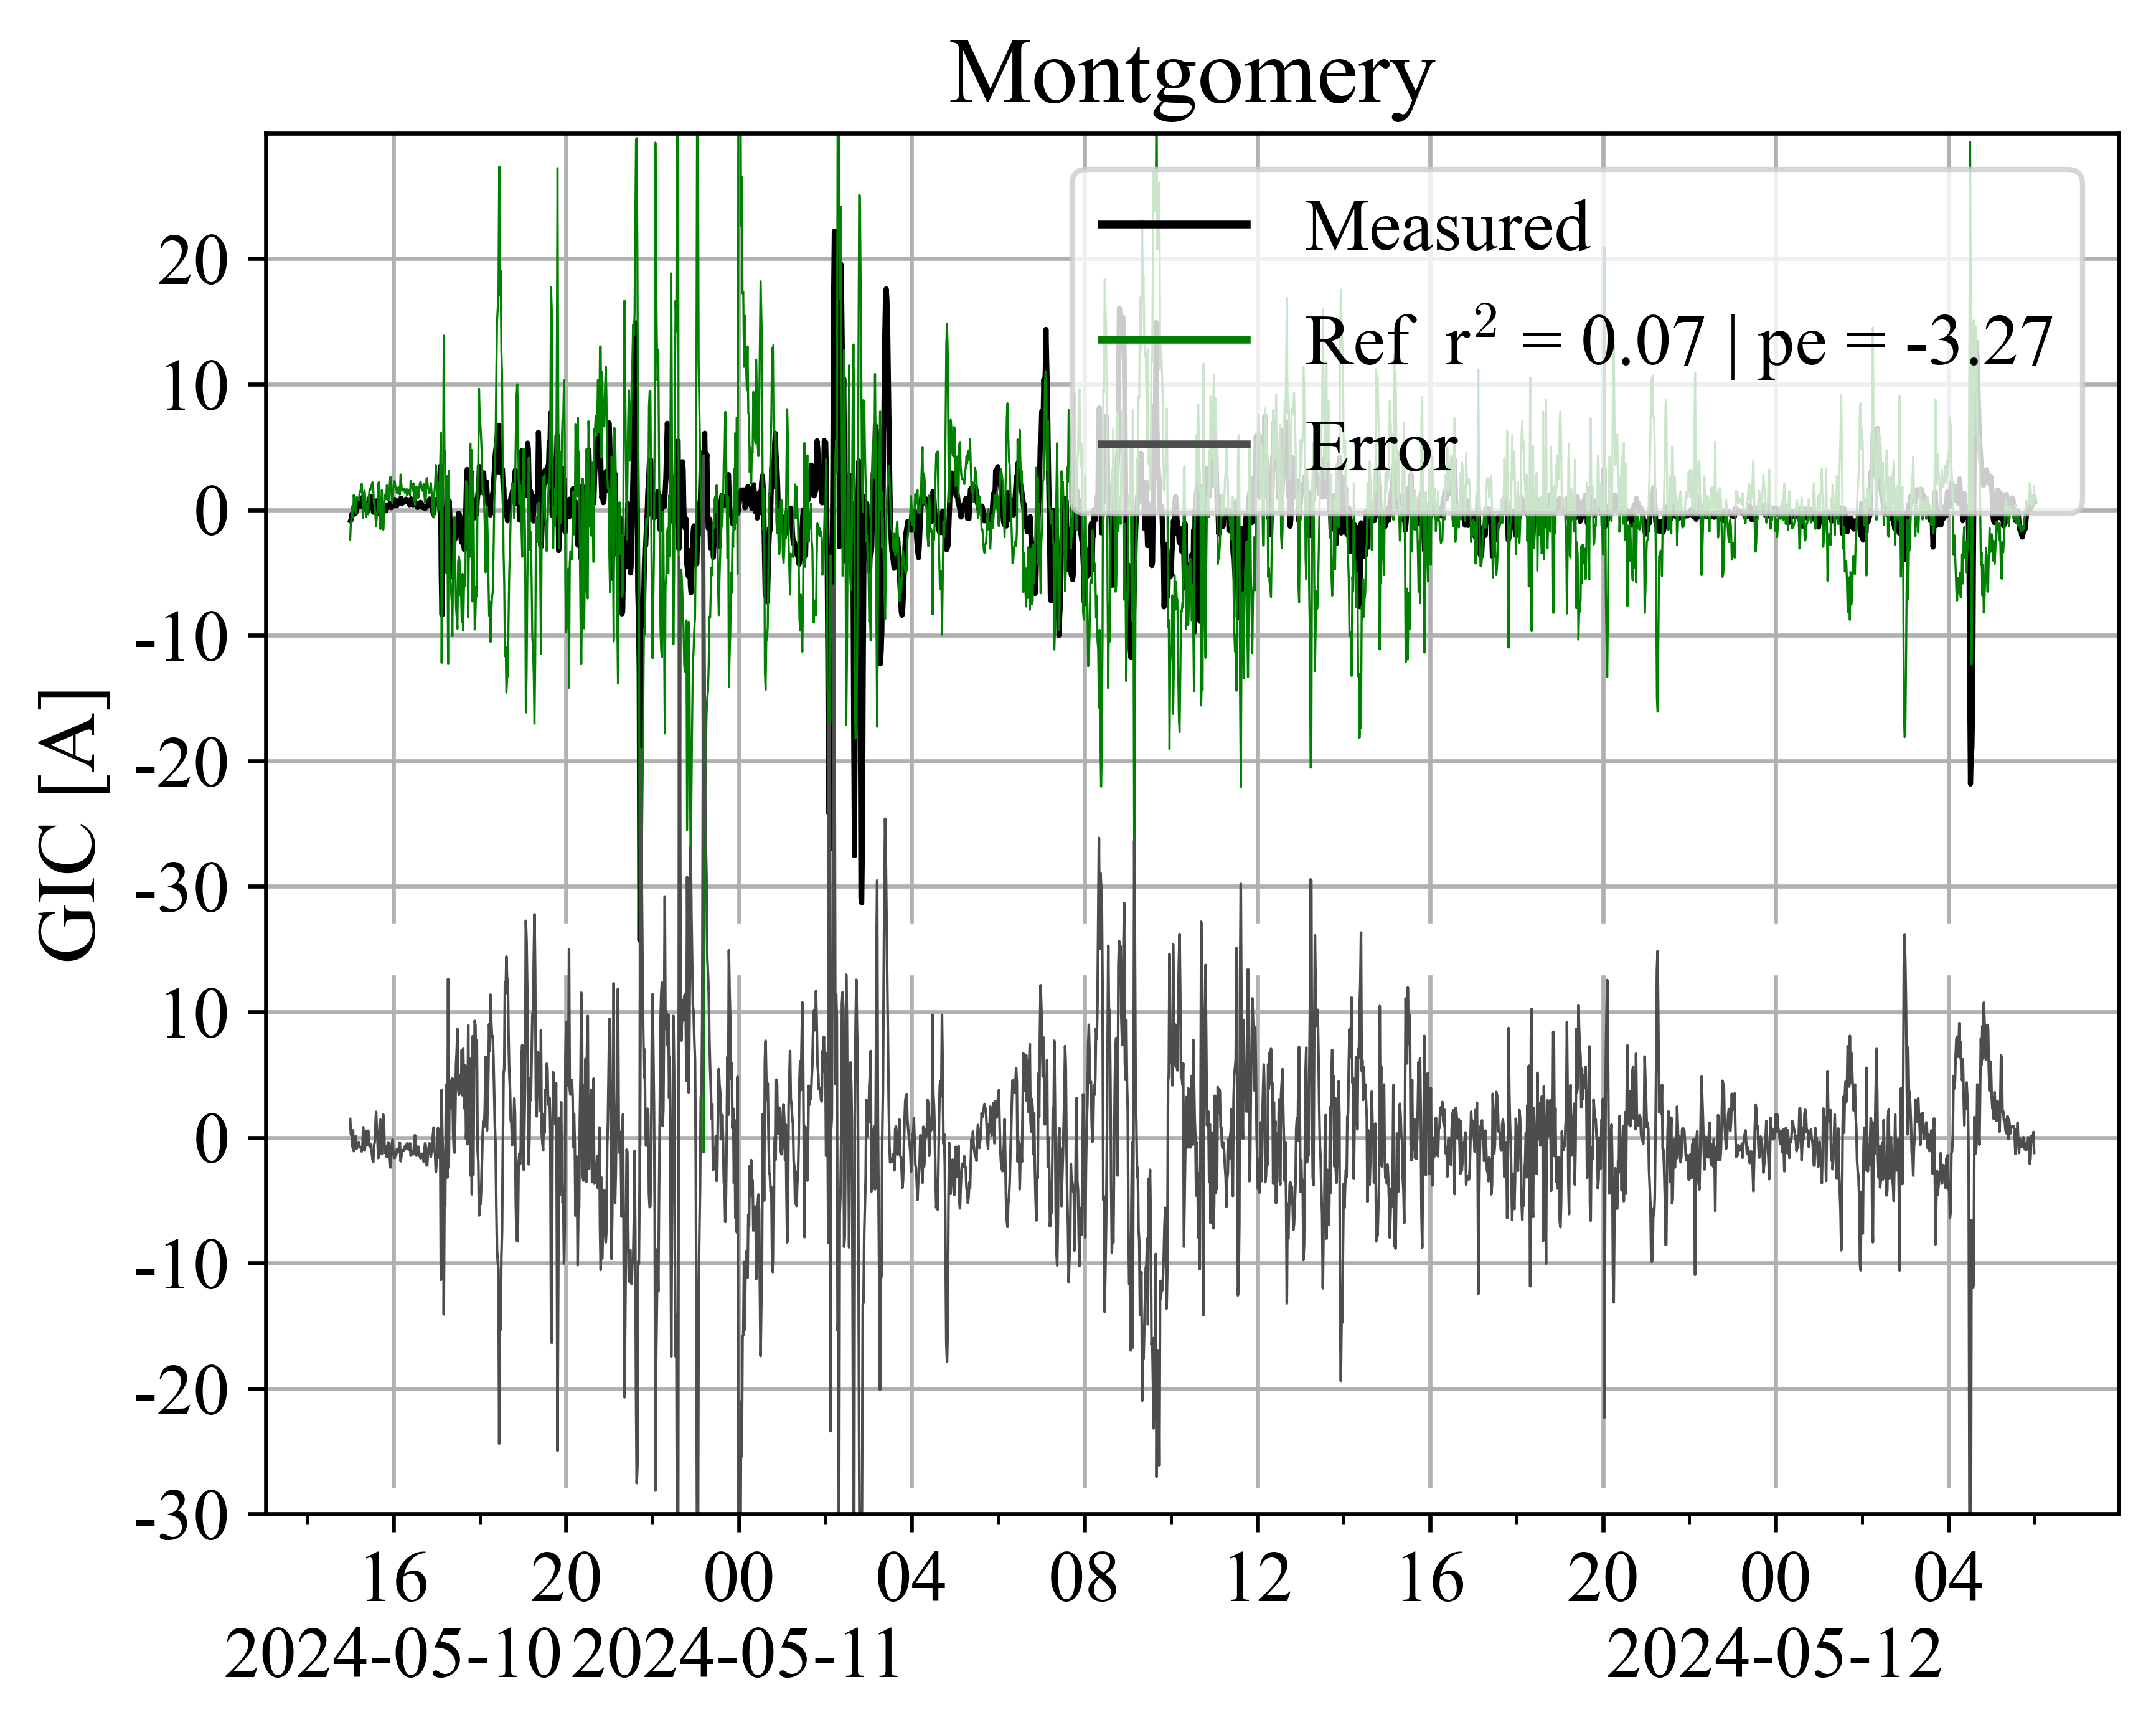 Montgomery
Measured
Ref r² = 0.07 | pe = -3.27
Error
GIC [A]
20
10
0
-10
-20
-30
10
0
-10
-20
-30
16 20 00 04 08 12 16 20 00 04
2024-05-10 2024-05-11 2024-05-12